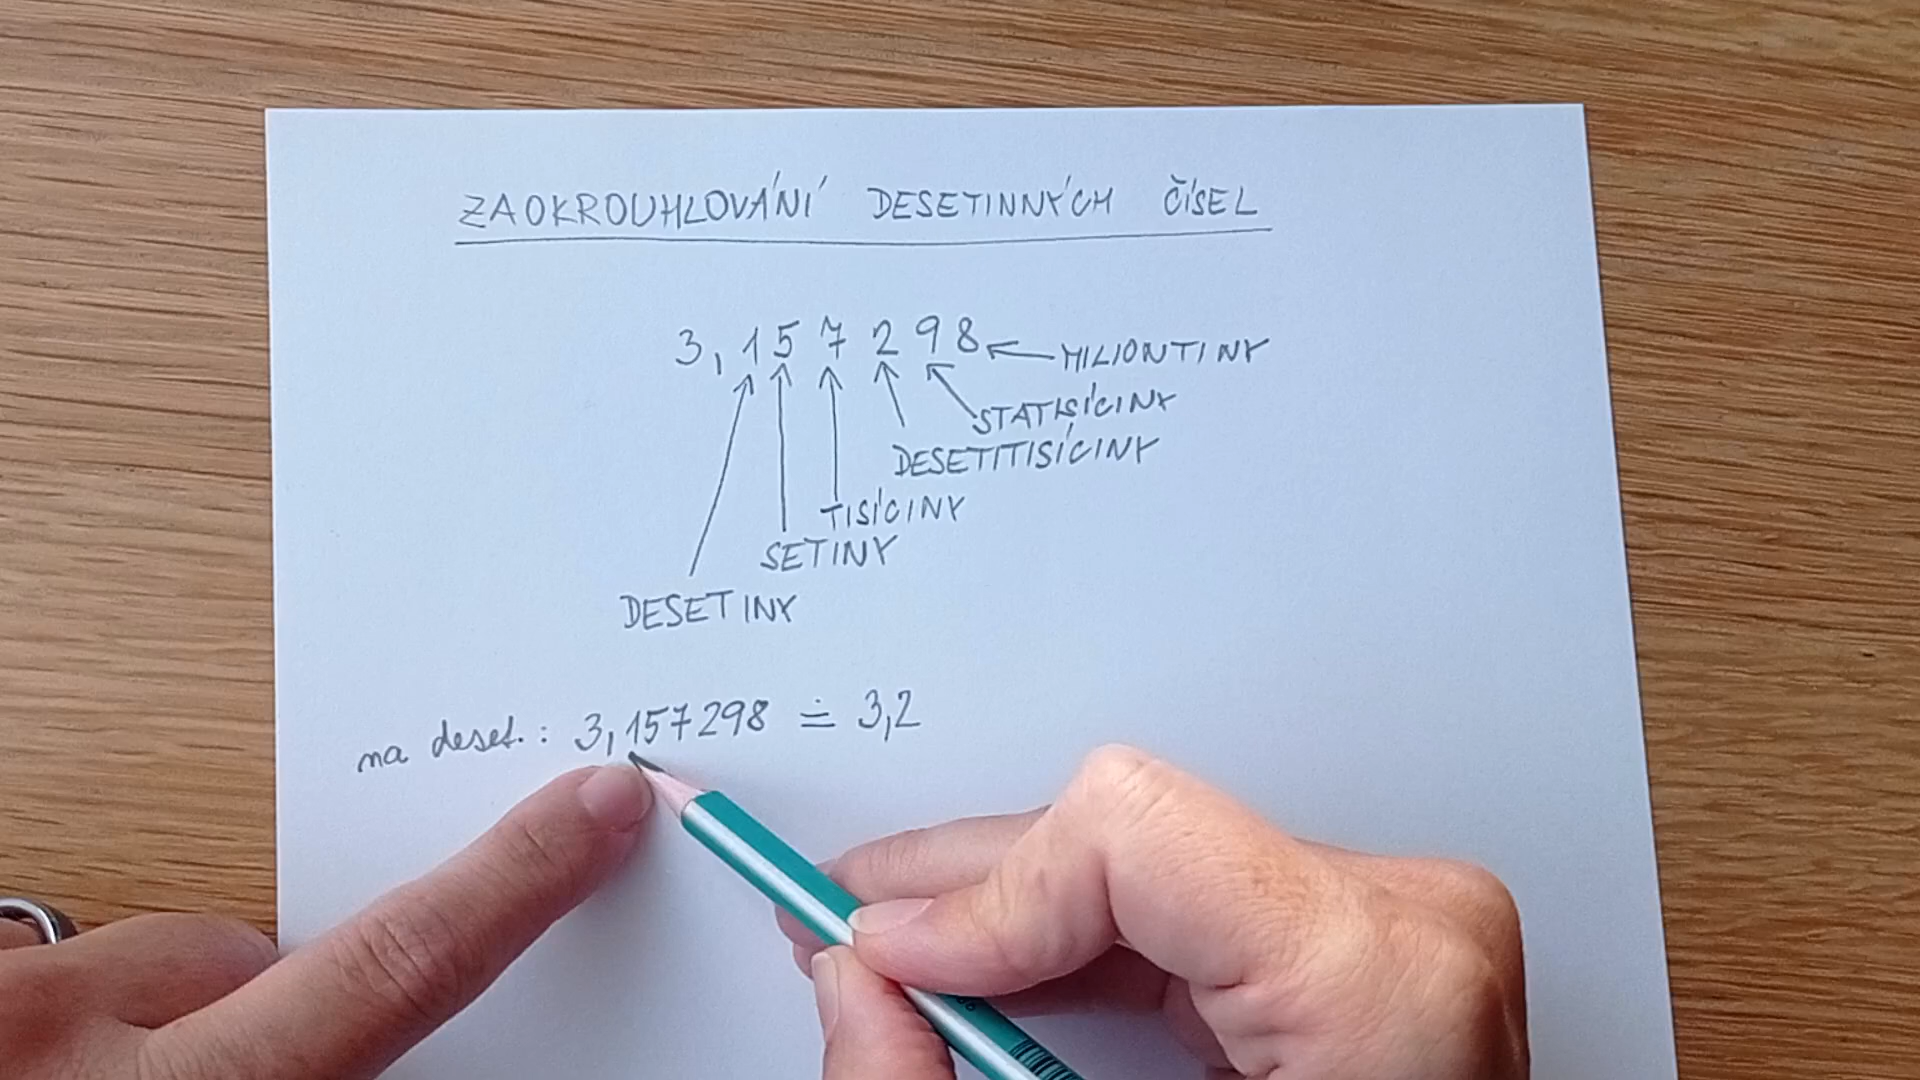 ZAOKROUHLOVÁNÍ DESETINNÝCH ČÍSEL
3,157298
MILIONTINY
STATISÍCINY
DESETITISÍCINY
TISÍCINY
SETINY
DESETINY
na deset.: 3,157298 ≐ 3,2